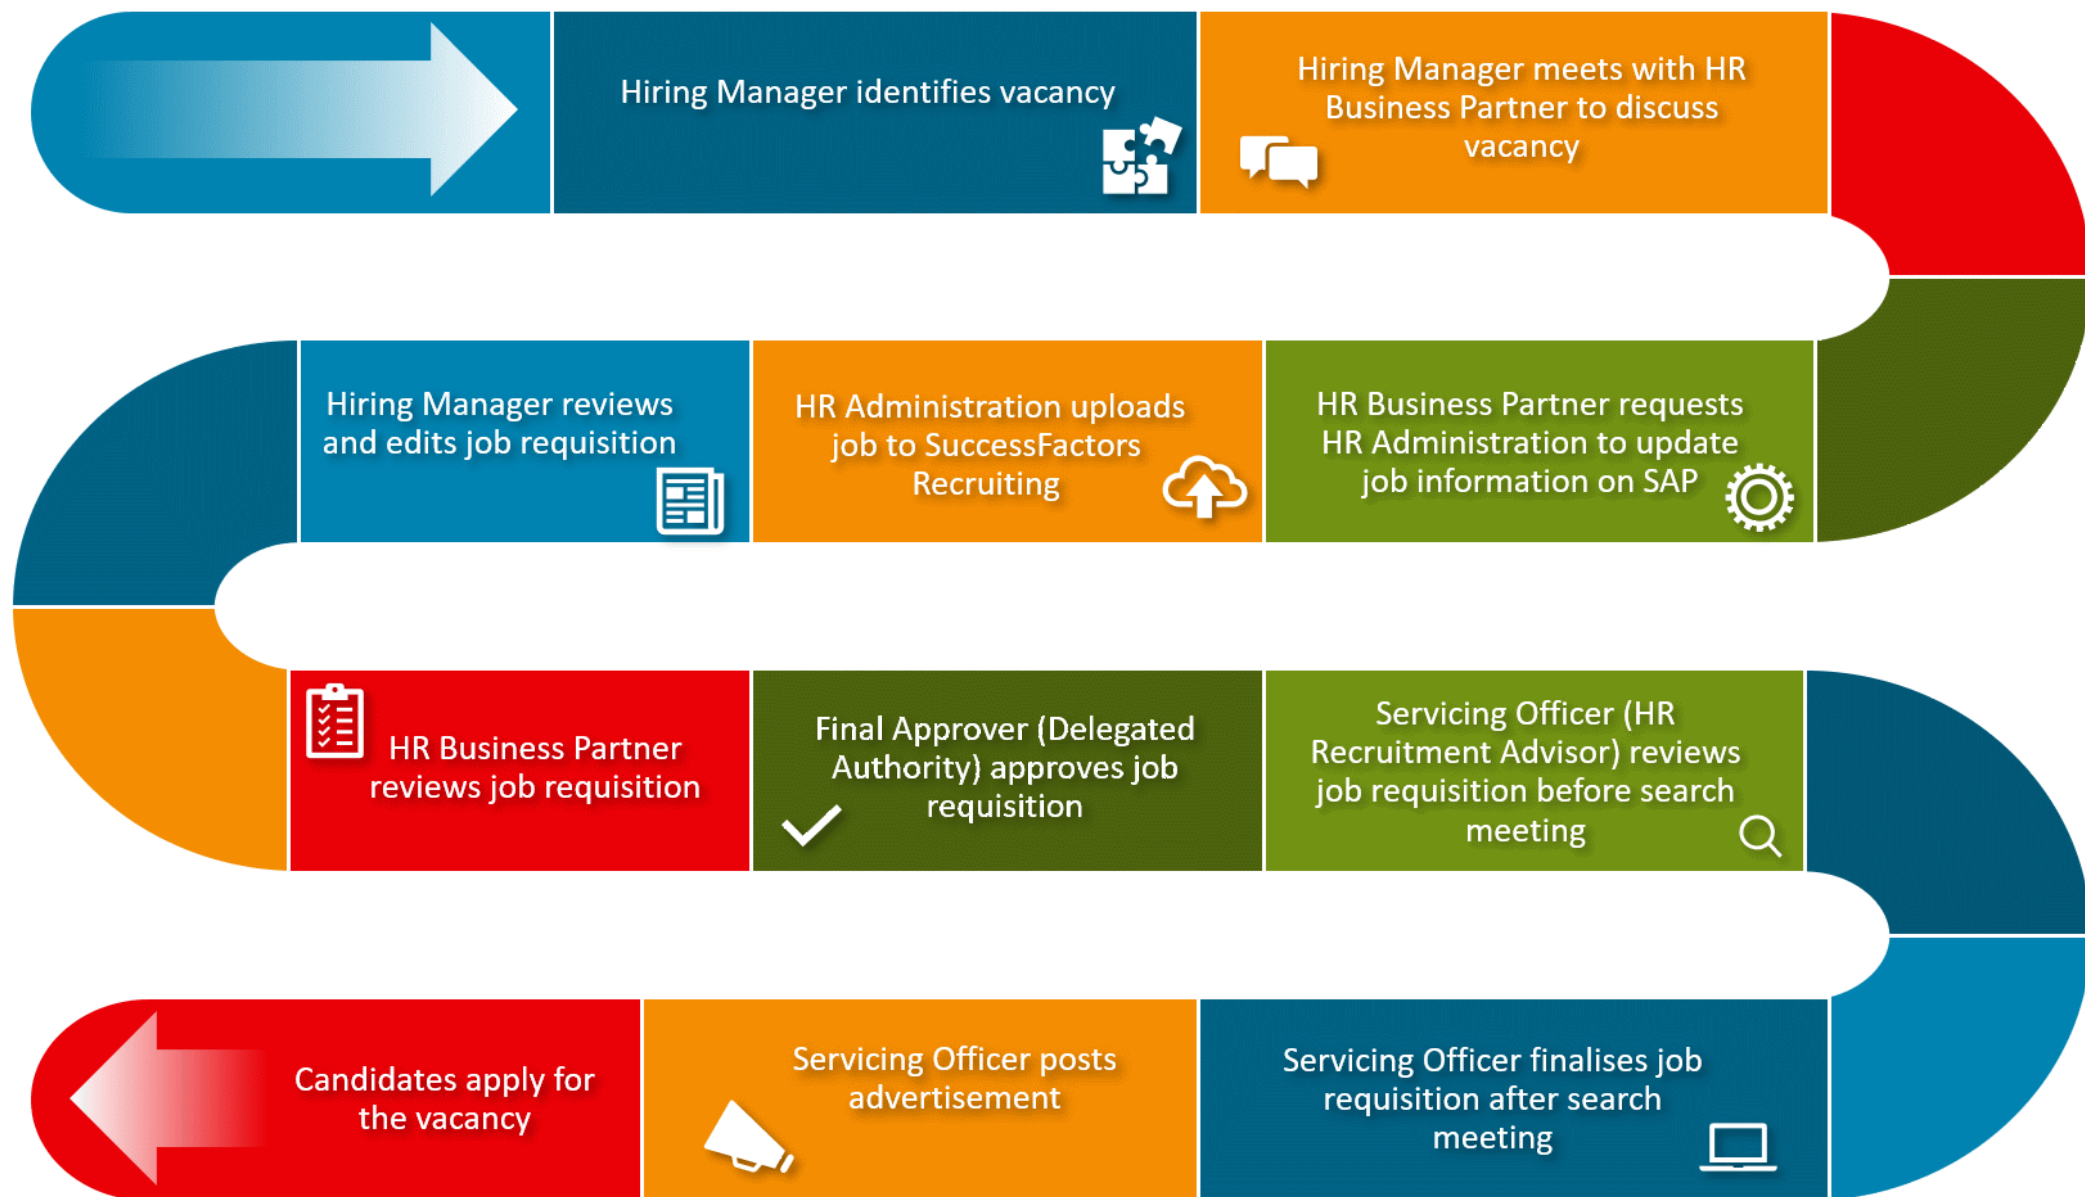 Hiring Manager identifies vacancy
Hiring Manager meets with HR
Business Partner to discuss
vacancy
HR Business Partner requests
HR Administration to update
job information on SAP
HR Administration uploads
job to SuccessFactors
Recruiting
Hiring Manager reviews
and edits job requisition
HR Business Partner
reviews job requisition
Final Approver (Delegated
Authority) approves job
requisition
Servicing Officer (HR
Recruitment Advisor) reviews
job requisition before search
meeting
Servicing Officer finalises job
requisition after search
meeting
Servicing Officer posts
advertisement
Candidates apply for
the vacancy